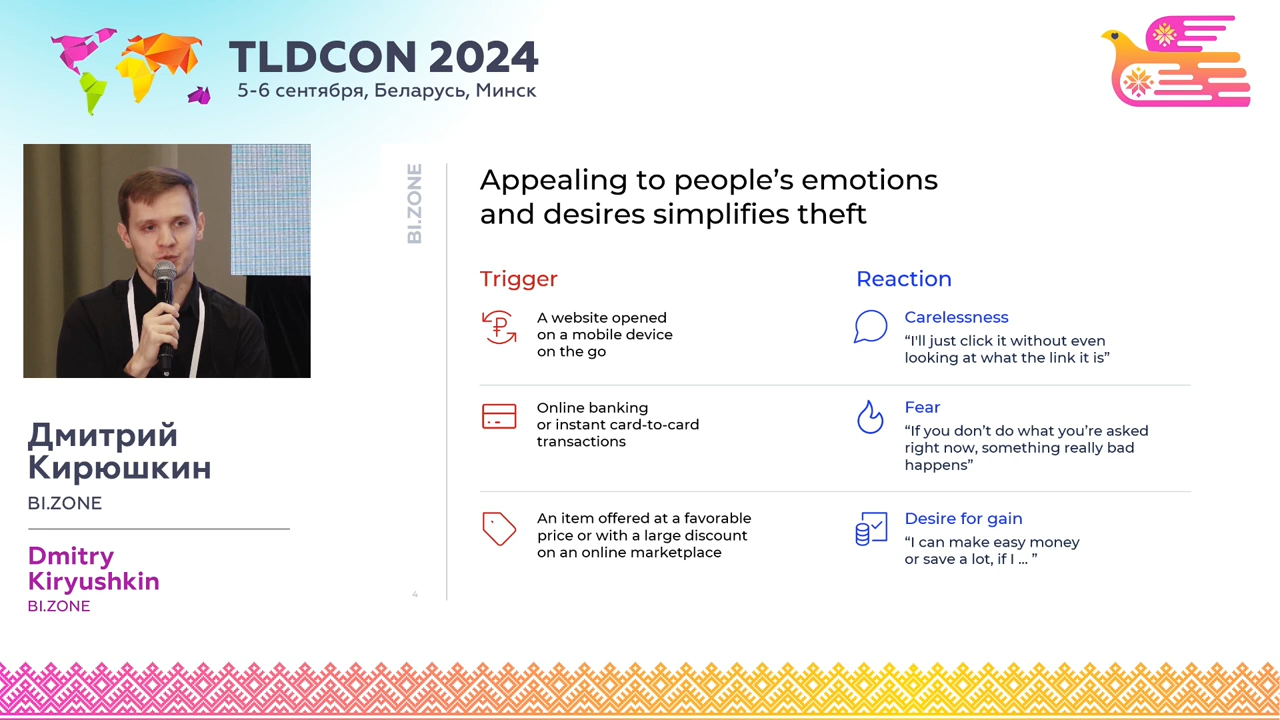 TLDCON 2024
5-6 сентября, Беларусь, Минск
BI.ZONE
Appealing to people’s emotions
and desires simplifies theft
Trigger
Reaction
A website opened
on a mobile device
on the go
Carelessness
“I'll just click it without even
looking at what the link it is”
Online banking
or instant card-to-card
transactions
Fear
“If you don’t do what you’re asked
right now, something really bad
happens”
An item offered at a favorable
price or with a large discount
on an online marketplace
Desire for gain
“I can make easy money
or save a lot, if I ... ”
4
Дмитрий
Кирюшкин
BI.ZONE
Dmitry
Kiryushkin
BI.ZONE